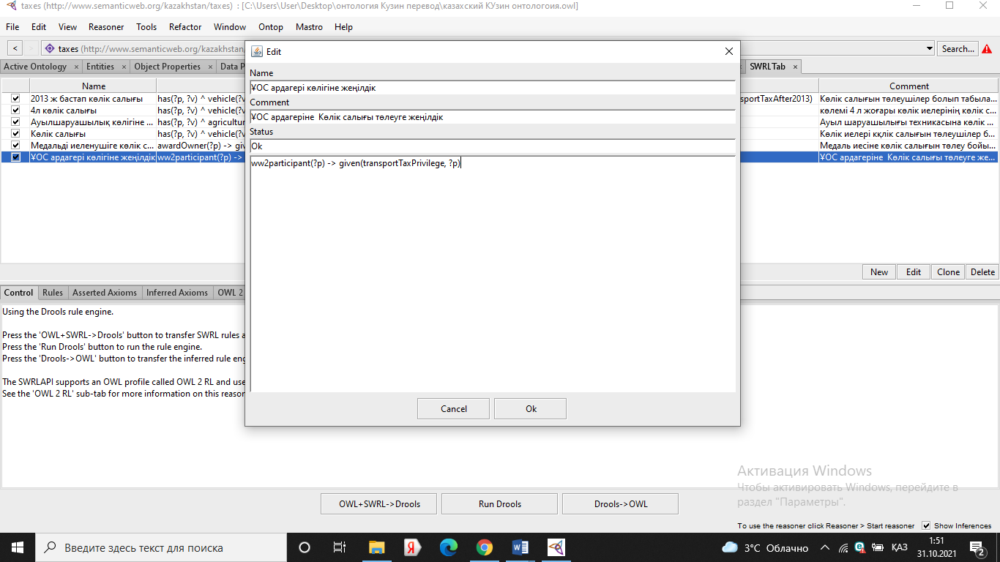 taxes (http://www.semanticweb.org/kazakhstan/taxes) : [C:\Users\User\Desktop\онтология Кузин перевод\казахский КУзин онтологоия.owl]
File Edit View Reasoner Tools Refactor Window Ontop Mastro Help
< > taxes (http://www.semanticweb.org/kazakhstan/ Search...
Active Ontology × Entities × Object Properties × Data P × SWRLTab ×
Name Comment
2013 ж бастап көлік салығы has(?p, ?v) ^ vehicle(?v sportTaxAfter2013) Көлік салығын төлеушілер болып табыла...
4л көлік салығы has(?p, ?v) ^ vehicle(?v көлемі 4 л жоғары көлік иелерінің көлік с...
Ауылшаруашылық көлігіне ... has(?p, ?v) ^ agricultur Ауыл шаруашылығы техникасына көлік ...
Көлік салығы has(?p, ?v) ^ vehicle(?v Көлік иелері ккқлік салығын төлеушілер б...
Медальді иеленушіге көлік с... awardOwner(?p) -> giv Медаль иесіне көлік салығын төлеу бойы...
ҰОС ардагері көлігіне жеңілдік ww2participant(?p) -> ҰОС ардагеріне Көлік салығы төлеуге же...
Edit
Name
ҰОС ардагері көлігіне жеңілдік
Comment
ҰОС ардагеріне Көлік салығы төлеуге жеңілдік
Status
Ok
ww2participant(?p) -> given(transportTaxPrivilege, ?p)
Cancel Ok
New Edit Clone Delete
Control Rules Asserted Axioms Inferred Axioms OWL 2
Using the Drools rule engine.
Press the 'OWL+SWRL->Drools' button to transfer SWRL rules a
Press the 'Run Drools' button to run the rule engine.
Press the 'Drools->OWL' button to transfer the inferred rule eng
The SWRLAPI supports an OWL profile called OWL 2 RL and use
See the 'OWL 2 RL' sub-tab for more information on this reason
Активация Windows
Чтобы активировать Windows, перейдите в
раздел "Параметры".
OWL+SWRL->Drools Run Drools Drools->OWL
To use the reasoner click Reasoner > Start reasoner Show Inferences
Введите здесь текст для поиска
3°C Облачно ҚАЗ 1:51
31.10.2021 2